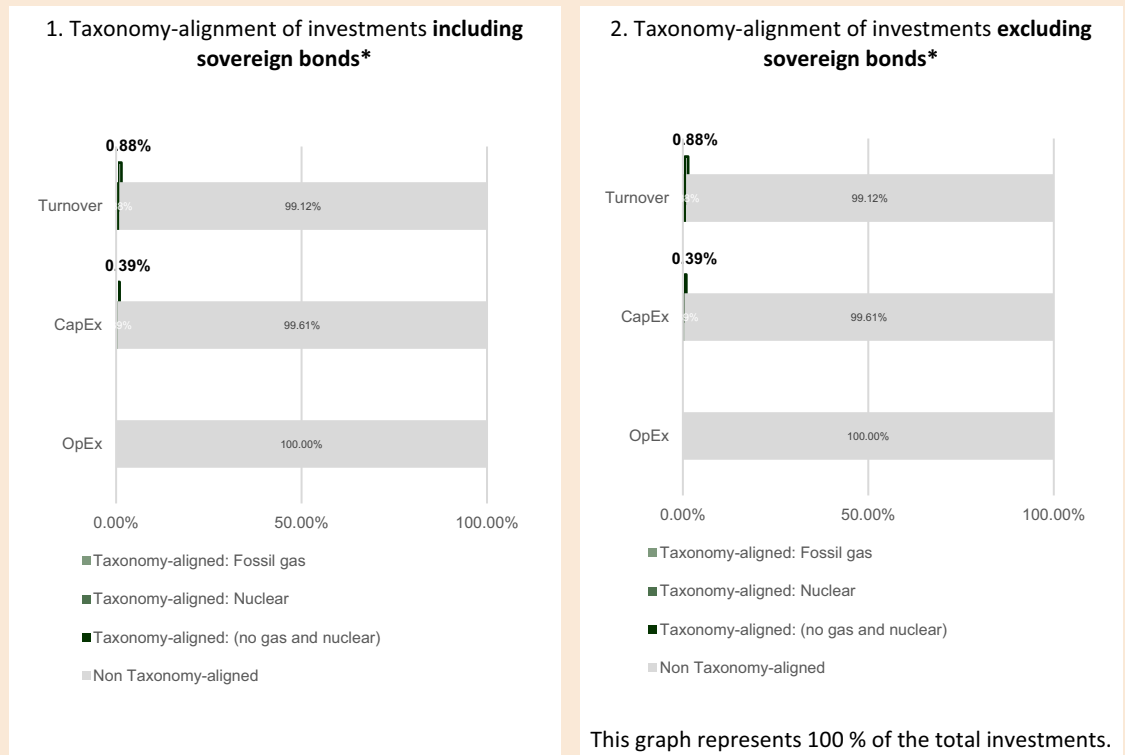 1. Taxonomy-alignment of investments including
sovereign bonds*
0.88%
Turnover
99.12%
0.39%
CapEx
99.61%
OpEx
100.00%
0.00%
50.00%
100.00%
Taxonomy-aligned: Fossil gas
Taxonomy-aligned: Nuclear
Taxonomy-aligned: (no gas and nuclear)
Non Taxonomy-aligned
2. Taxonomy-alignment of investments excluding
sovereign bonds*
0.88%
Turnover
99.12%
0.39%
CapEx
99.61%
OpEx
100.00%
0.00%
50.00%
100.00%
Taxonomy-aligned: Fossil gas
Taxonomy-aligned: Nuclear
Taxonomy-aligned: (no gas and nuclear)
Non Taxonomy-aligned
This graph represents 100 % of the total investments.